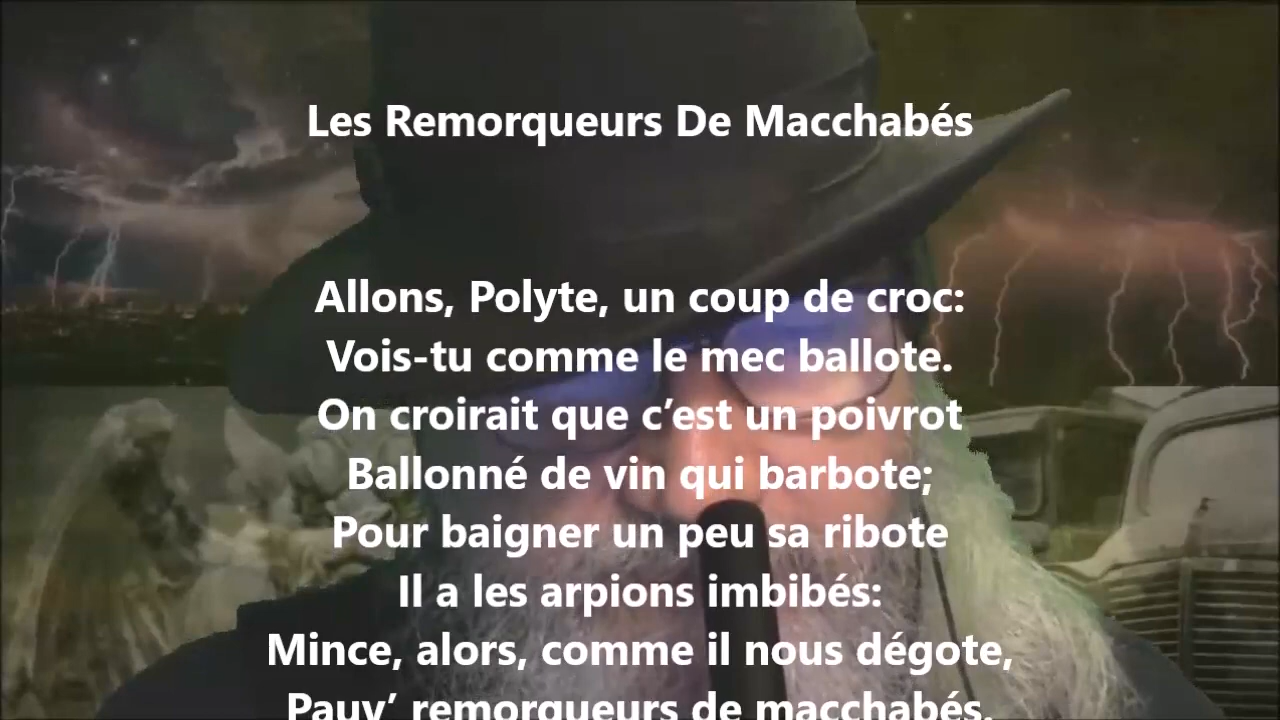 Les Remorqueurs De Macchabés
Allons, Polyte, un coup de croc:
Vois-tu comme le mec ballote.
On croirait que c’est un poivrot
Ballonné de vin qui barbote;
Pour baigner un peu sa ribote
Il a les arpions imbibés:
Mince, alors, comme il nous dégote,
Pauv’ remorqueurs de macchabés.